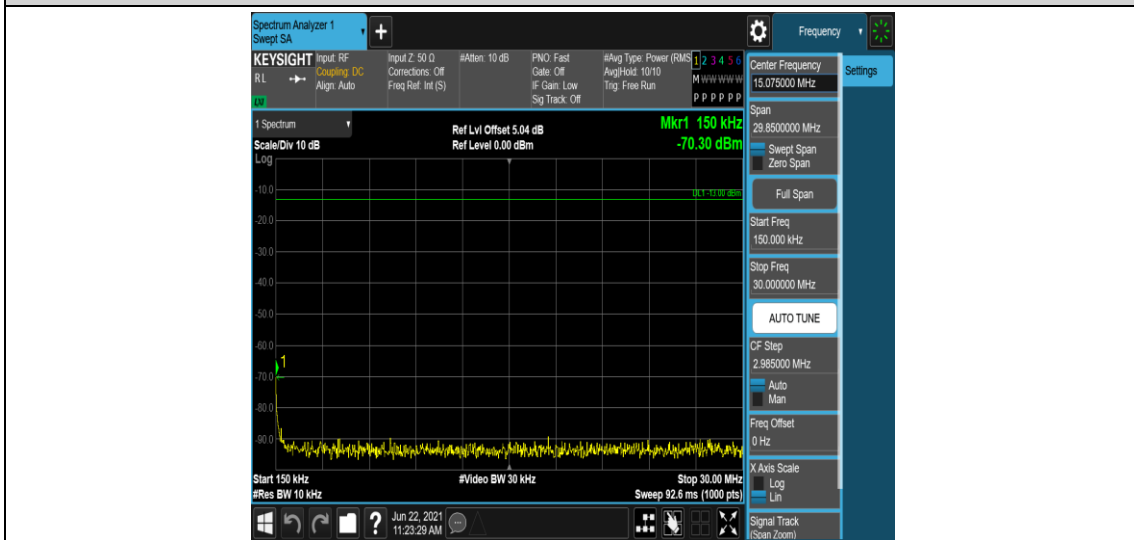 Spectrum Analyzer 1
Swept SA
+
Frequency
KEYSIGHT
RL
Input: RF
Coupling: DC
Align: Auto
Input Z: 50 Ω
Corrections: Off
Freq Ref: Int (S)
#Atten: 10 dB
PNO: Fast
Gate: Off
IF Gain: Low
Sig Track: Off
#Avg Type: Power (RMS
Avg|Hold: 10/10
Trig: Free Run
1 2 3 4 5 6
M W W W W W
P P P P P P
1 Spectrum
Scale/Div 10 dB
Log
Ref Lvl Offset 5.04 dB
Ref Level 0.00 dBm
Mkr1 150 kHz
-70.30 dBm
DL1 -13.00 dBm
-10.0
-20.0
-30.0
-40.0
-50.0
-60.0
1
-70.0
-80.0
-90.0
Start 150 kHz
#Res BW 10 kHz
#Video BW 30 kHz
Stop 30.00 MHz
Sweep 92.6 ms (1000 pts)
Center Frequency
15.075000 MHz
Settings
Span
29.8500000 MHz
Swept Span
Zero Span
Full Span
Start Freq
150.000 kHz
Stop Freq
30.000000 MHz
AUTO TUNE
CF Step
2.985000 MHz
Auto
Man
Freq Offset
0 Hz
X Axis Scale
Log
Lin
Signal Track
(Span Zoom)
?
Jun 22, 2021
11:23:29 AM